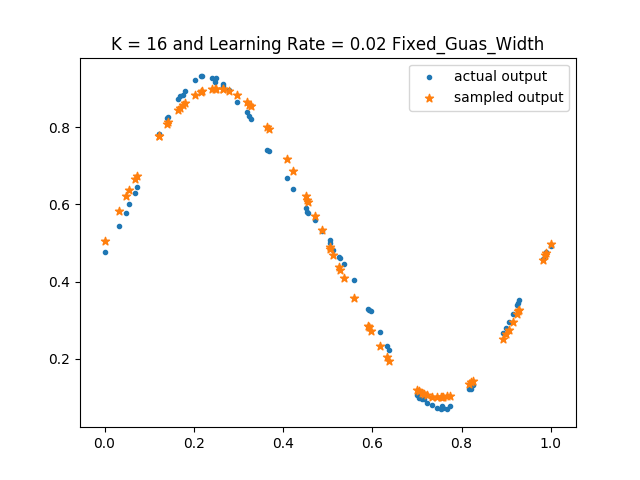 K = 16 and Learning Rate = 0.02 Fixed_Guas_Width
actual output
sampled output
0.8
0.6
0.4
0.2
0.0 0.2 0.4 0.6 0.8 1.0